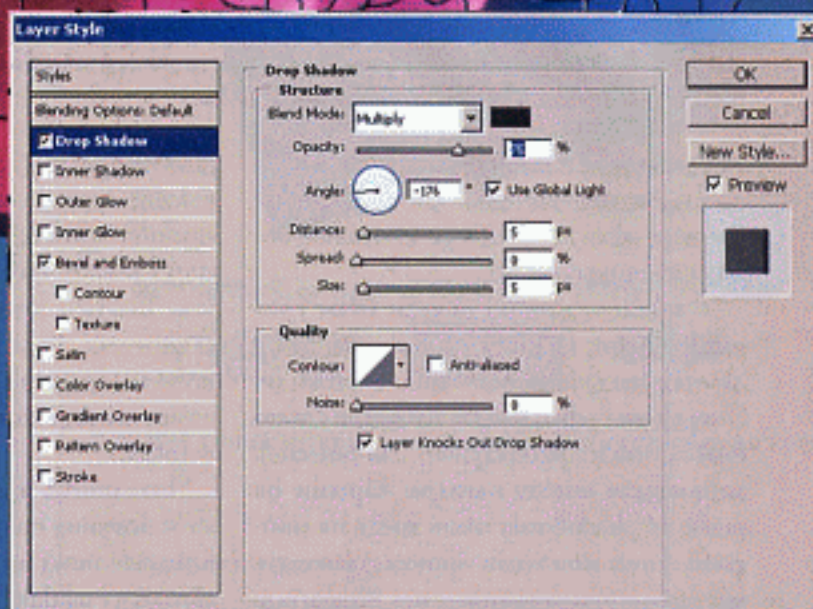 Layer Style
Styles
Blending Options: Default
Drop Shadow
Inner Shadow
Outer Glow
Inner Glow
Bevel and Emboss
Contour
Texture
Satin
Color Overlay
Gradient Overlay
Pattern Overlay
Stroke
Drop Shadow
Structure
Blend Mode: Multiply
Opacity: %
Angle: -176 ° Use Global Light
Distance: 5 px
Spread: 0 %
Size: 5 px
Quality
Contour: Anti-aliased
Noise: 0 %
Layer Knocks Out Drop Shadow
OK
Cancel
New Style...
Preview